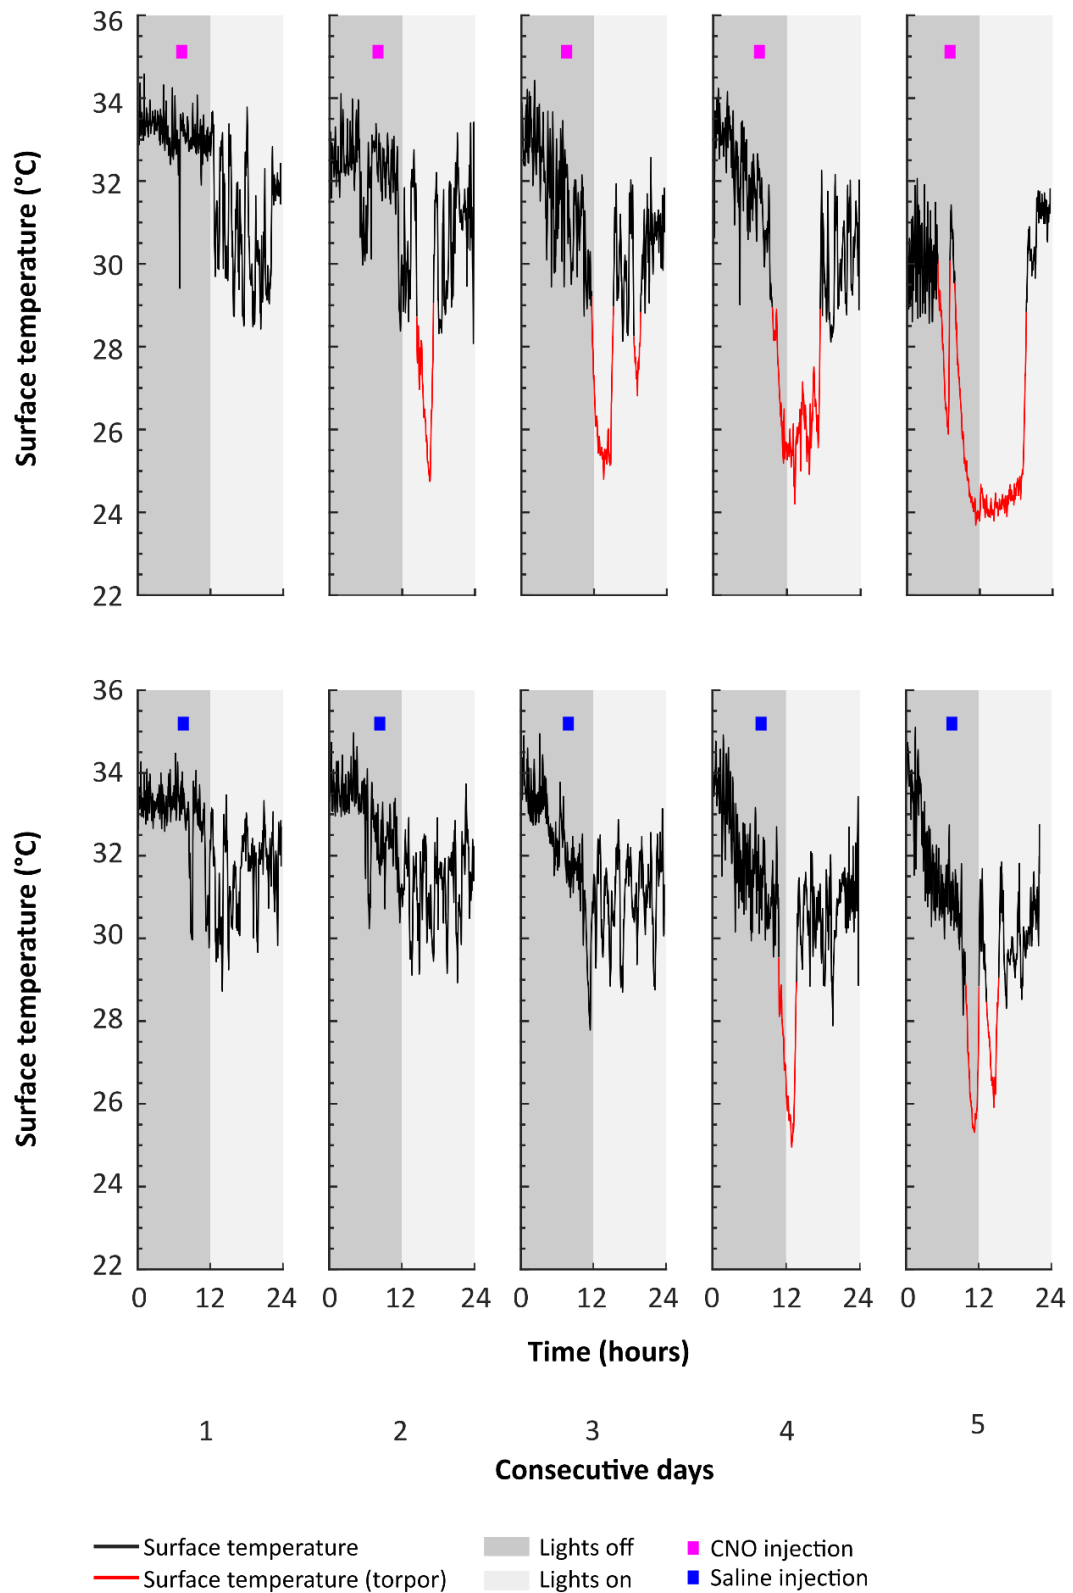 36
34
32
30
28
26
24
22
Surface temperature (°C)
36
34
32
30
28
26
24
22
Surface temperature (°C)
0 12 24 0 12 24 0 12 24 0 12 24 0 12 24
Time (hours)
1 2 3 4 5
Consecutive days
Surface temperature Lights off CNO injection
Surface temperature (torpor) Lights on Saline injection